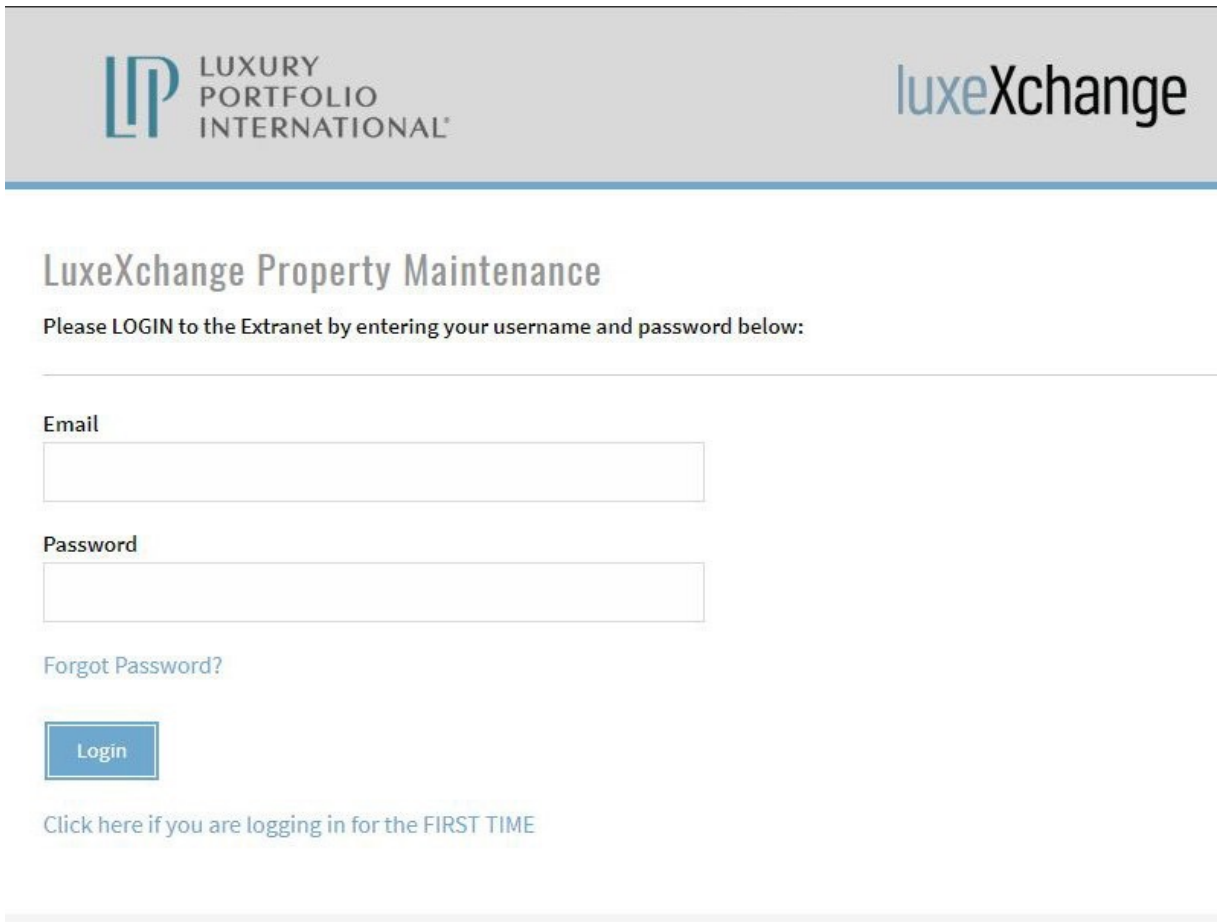 LUXURY
PORTFOLIO
INTERNATIONAL®
luxeXchange
LuxeXchange Property Maintenance
Please LOGIN to the Extranet by entering your username and password below:
Email
Password
Forgot Password?
Login
Click here if you are logging in for the FIRST TIME